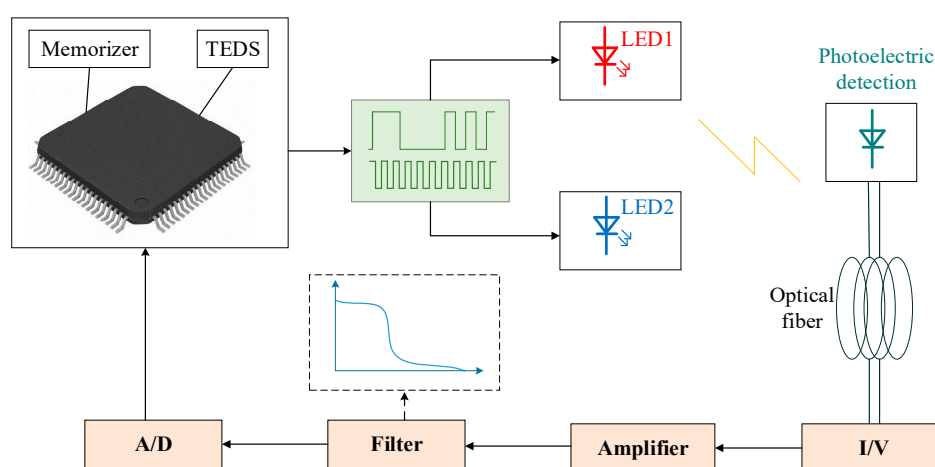 Memorizer
TEDS
LED1
Photoelectric
detection
LED2
Optical
fiber
A/D
Filter
Amplifier
I/V